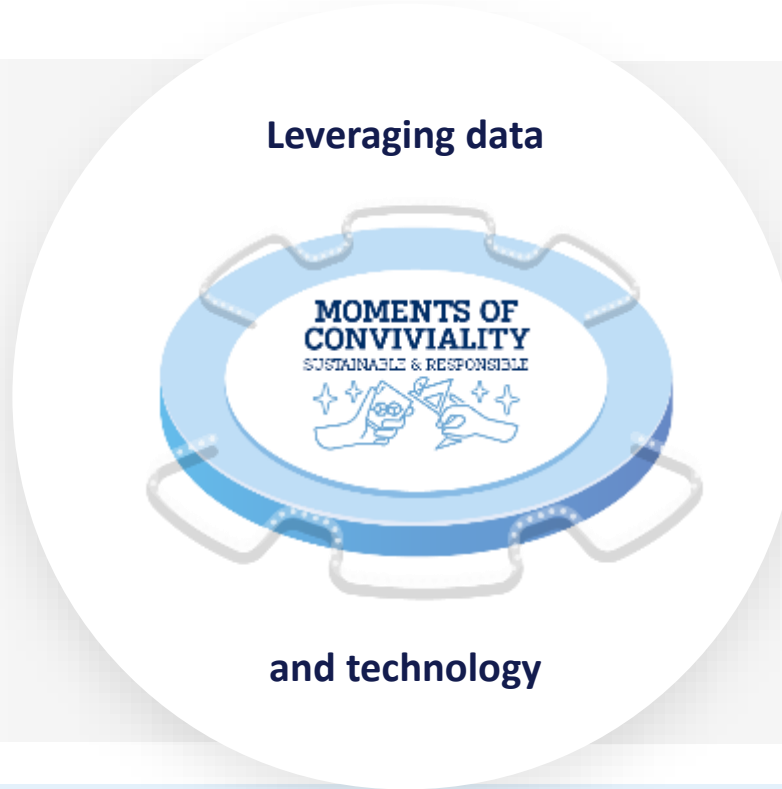 Leveraging data
MOMENTS OF
CONVIVIALITY
SUSTAINABLE & RESPONSIBLE
and technology